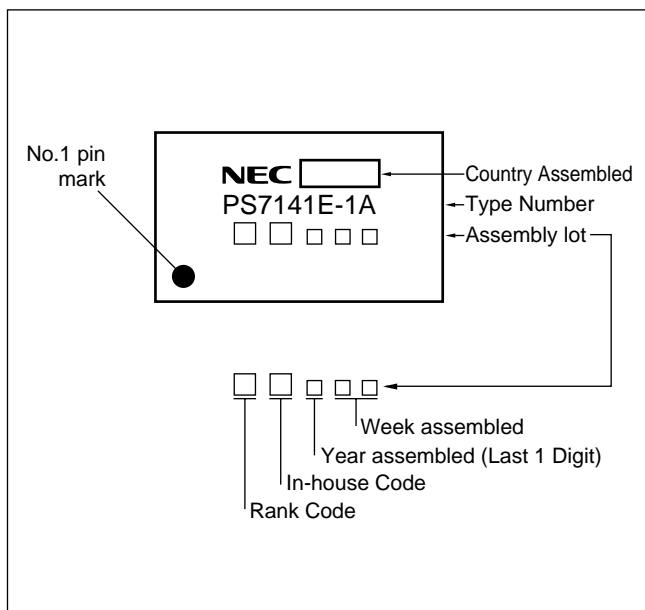 No.1 pin
mark
NEC
Country Assembled
PS7141E-1A
Type Number
Assembly lot
Week assembled
Year assembled (Last 1 Digit)
In-house Code
Rank Code